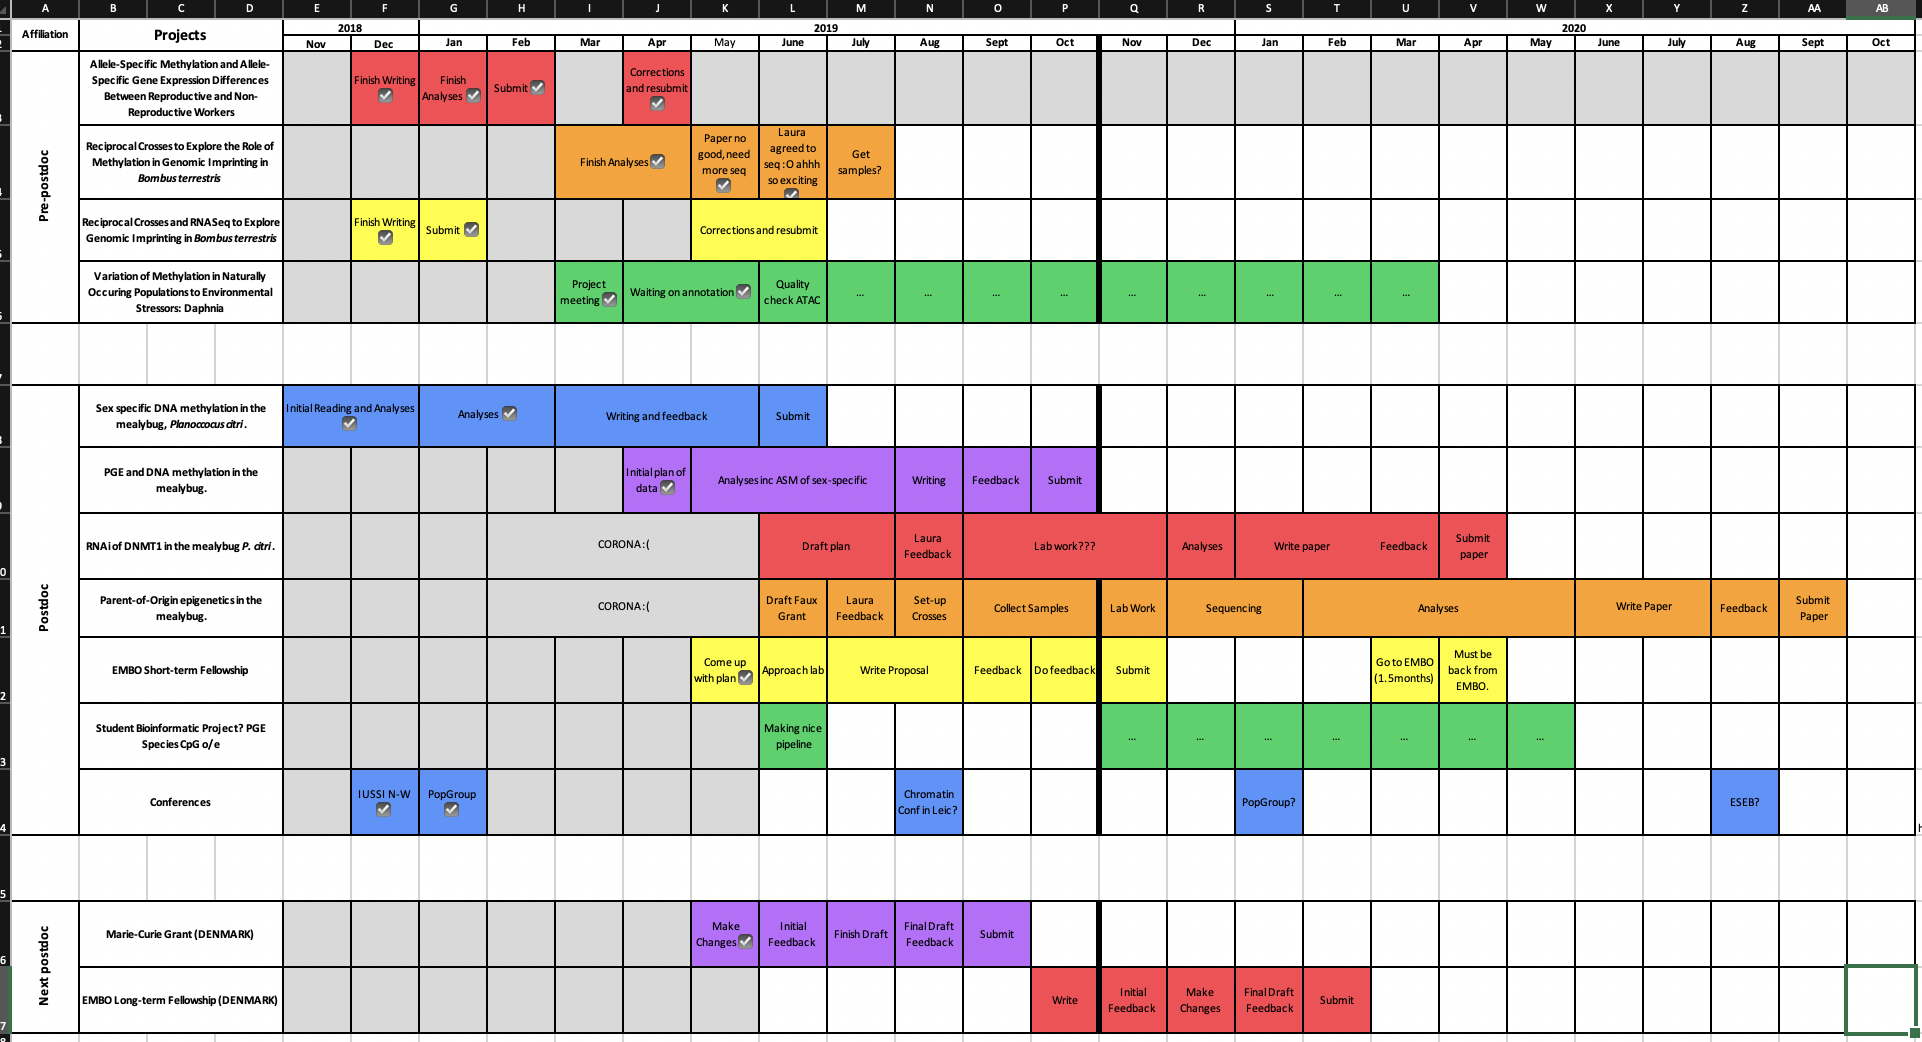 A B C D E F G H I J K L M N O P Q R S T U V W X Y Z AA AB
Affiliation
Projects
2018
2019
2020
Nov Dec Jan Feb Mar Apr May June July Aug Sept Oct Nov Dec Jan Feb Mar Apr May June July Aug Sept Oct
Pre-postdoc
Allele-Specific Methylation and Allele-
Specific Gene Expression Differences
Between Reproductive and Non-
Reproductive Workers
Finish Writing ☑
Finish
Analyses ☑
Submit ☑
Corrections
and resubmit
☑
Reciprocal Crosses to Explore the Role of
Methylation in Genomic Imprinting in
Bombus terrestris
Finish Analyses ☑
Paper no
good, need
more seq
☑
Laura
agreed to
seq :O ahhh
so exciting
☑
Get
samples?
Reciprocal Crosses and RNA Seq to Explore
Genomic Imprinting in Bombus terrestris
Finish Writing
☑
Submit ☑
Corrections and resubmit
Variation of Methylation in Naturally
Occuring Populations to Environmental
Stressors: Daphnia
Project
meeting ☑
Waiting on annotation ☑
Quality
check ATAC
... ... ... ... ... ... ... ... ...
Postdoc
Sex specific DNA methylation in the
mealybug, Planoccocus citri.
Initial Reading and Analyses
☑
Analyses ☑
Writing and feedback
Submit
PGE and DNA methylation in the
mealybug.
Initial plan of
data ☑
Analyses inc ASM of sex-specific
Writing
Feedback
Submit
RNAi of DNMT1 in the mealybug P. citri.
CORONA :(
Draft plan
Laura
Feedback
Lab work???
Analyses
Write paper
Feedback
Submit
paper
Parent-of-Origin epigenetics in the
mealybug.
CORONA :(
Draft Faux
Grant
Laura
Feedback
Set-up
Crosses
Collect Samples
Lab Work
Sequencing
Analyses
Write Paper
Feedback
Submit
Paper
EMBO Short-term Fellowship
Come up
with plan ☑
Approach lab
Write Proposal
Feedback
Do feedback
Submit
Go to EMBO
(1.5months)
Must be
back from
EMBO.
Student Bioinformatic Project? PGE
Species CpG o/e
Making nice
pipeline
... ... ... ... ... ... ...
Conferences
IUSSI N-W
☑
PopGroup
☑
Chromatin
Conf in Leic?
PopGroup?
ESEB?
Next postdoc
Marie-Curie Grant (DENMARK)
Make
Changes ☑
Initial
Feedback
Finish Draft
Final Draft
Feedback
Submit
EMBO Long-term Fellowship (DENMARK)
Write
Initial
Feedback
Make
Changes
Final Draft
Feedback
Submit